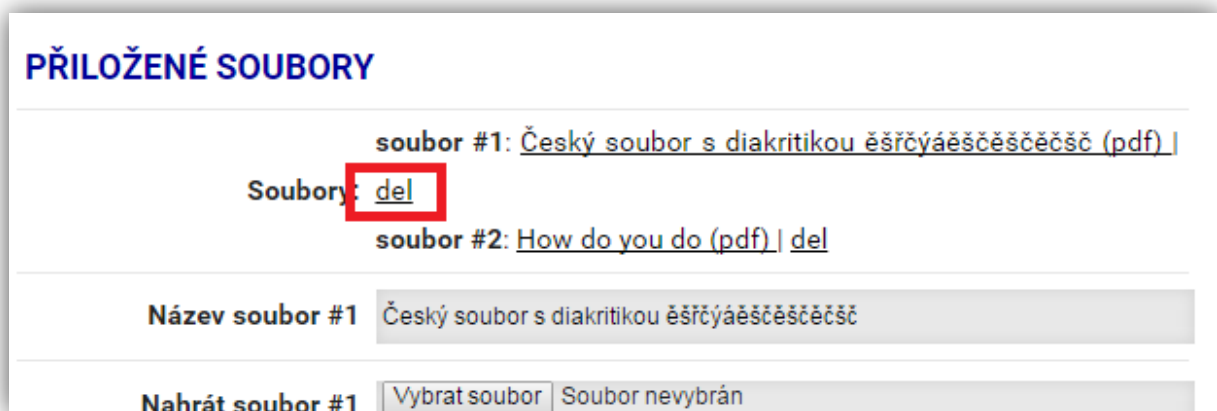 PŘILOŽENÉ SOUBORY
soubor #1: Český soubor s diakritikou ěšřčýáěščěščěčšč (pdf) |
Soubory: del
soubor #2: How do you do (pdf) | del
Název soubor #1 Český soubor s diakritikou ěšřčýáěščěščěčšč
Nahrát soubor #1 Vybrat soubor Soubor nevybrán